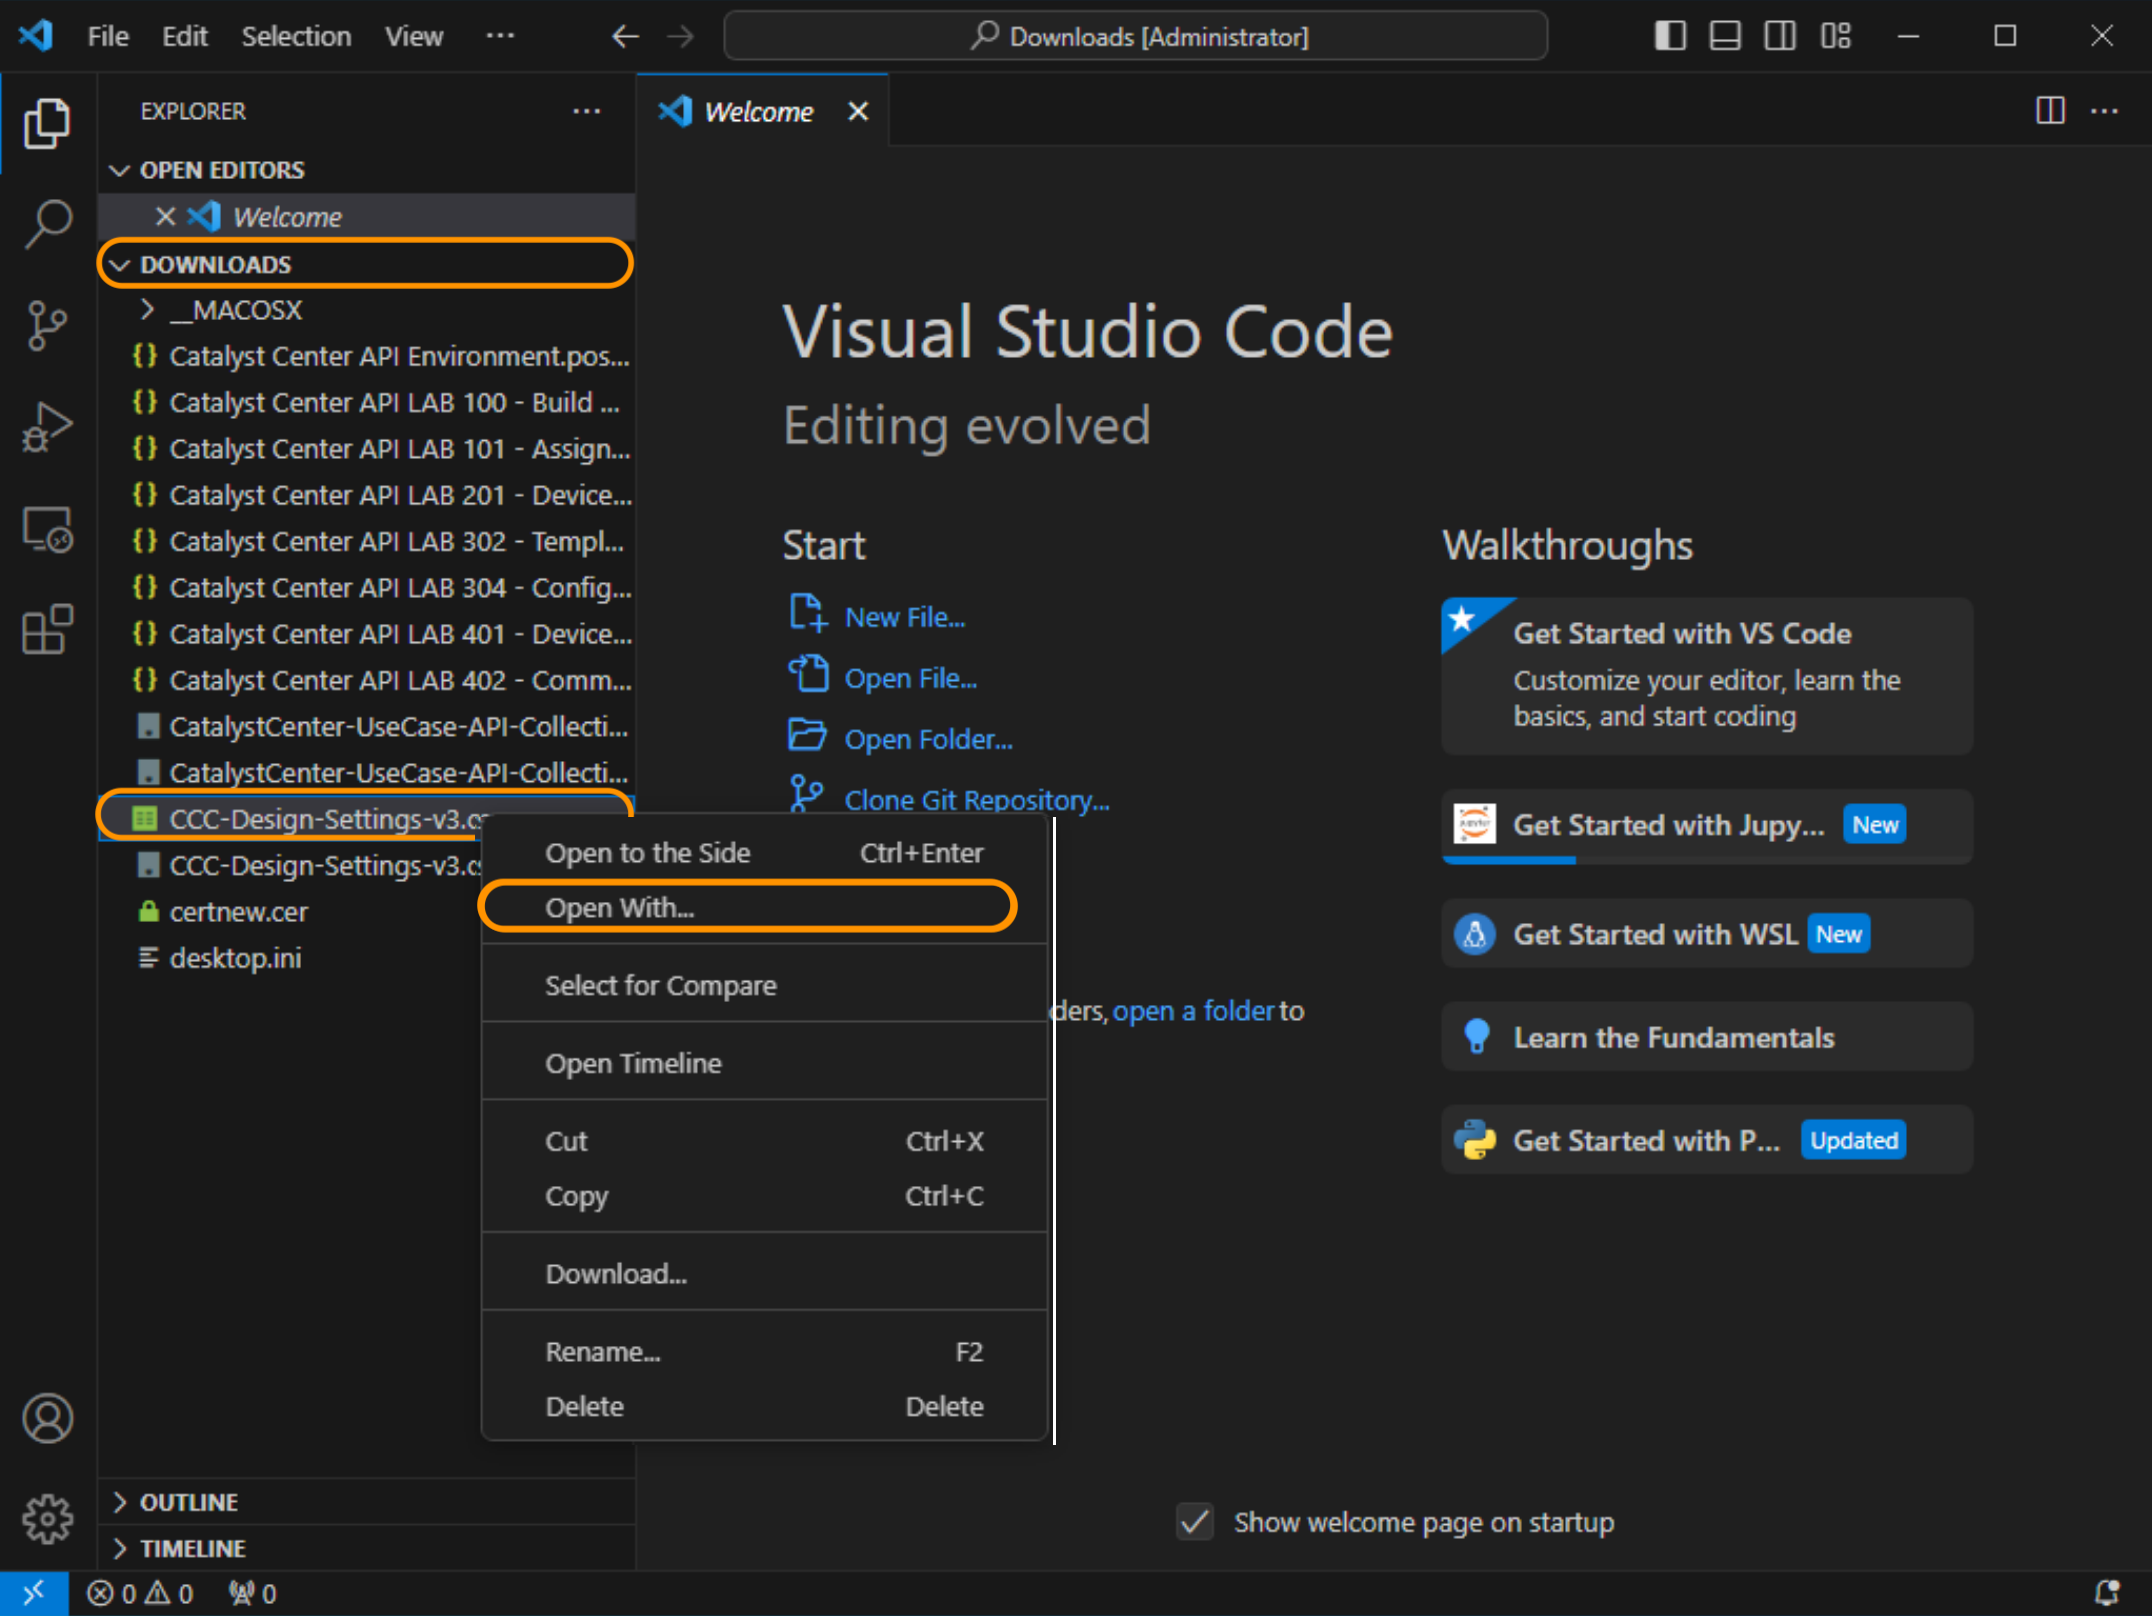 File Edit Selection View ···
Downloads [Administrator]
EXPLORER
Welcome
OPEN EDITORS
Welcome
DOWNLOADS
__MACOSX
Catalyst Center API Environment.pos...
Catalyst Center API LAB 100 - Build ...
Catalyst Center API LAB 101 - Assign...
Catalyst Center API LAB 201 - Device...
Catalyst Center API LAB 302 - Templ...
Catalyst Center API LAB 304 - Config...
Catalyst Center API LAB 401 - Device...
Catalyst Center API LAB 402 - Comm...
CatalystCenter-UseCase-API-Collecti...
CatalystCenter-UseCase-API-Collecti...
CCC-Design-Settings-v3.
CCC-Design-Settings-v3.
certnew.cer
desktop.ini
Open to the Side Ctrl+Enter
Open With...
Select for Compare
Open Timeline
Cut Ctrl+X
Copy Ctrl+C
Download...
Rename... F2
Delete Delete
Visual Studio Code
Editing evolved
Start
New File...
Open File...
Open Folder...
Clone Git Repository...
ders, open a folder to
Walkthroughs
Get Started with VS Code
Customize your editor, learn the
basics, and start coding
Get Started with Jupy... New
Get Started with WSL New
Learn the Fundamentals
Get Started with P... Updated
Show welcome page on startup
OUTLINE
TIMELINE
0 0 0